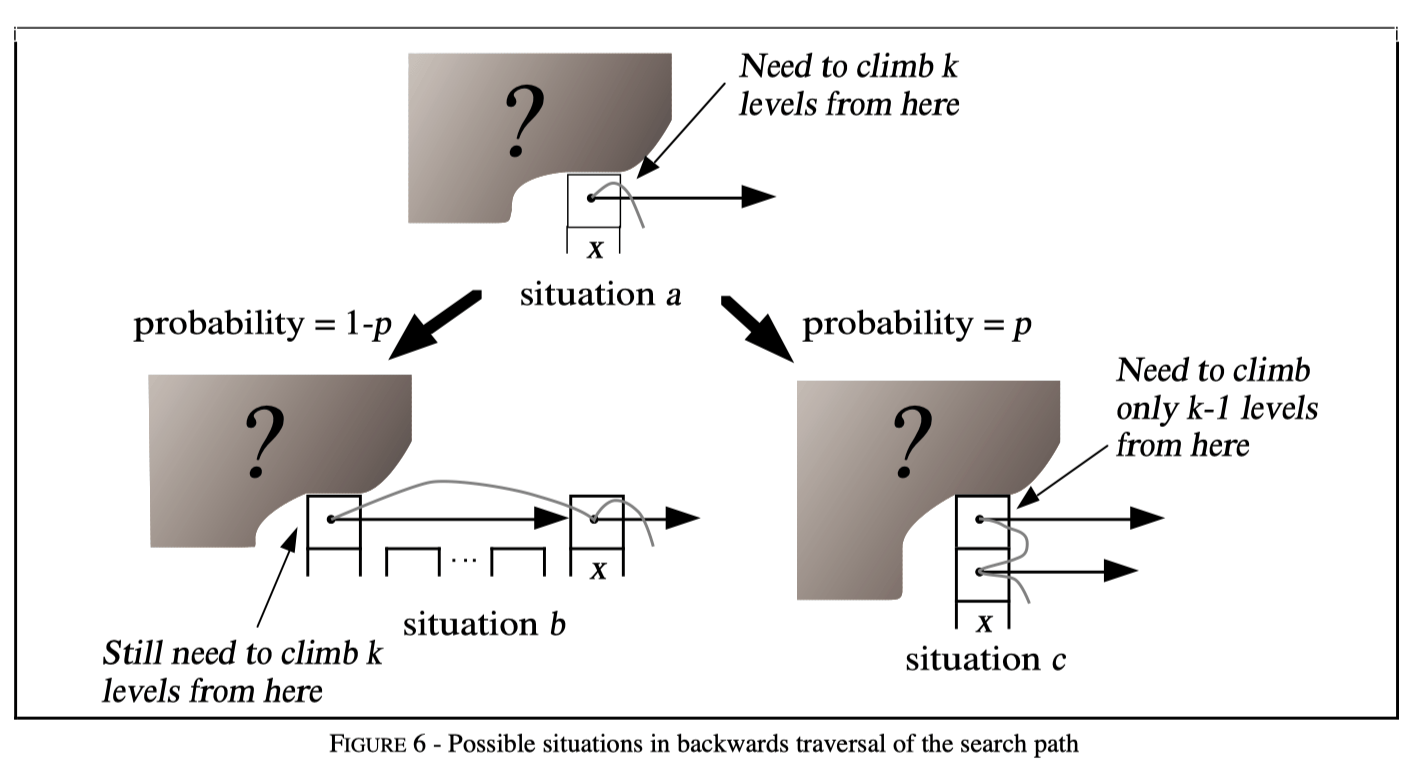 ?
Need to climb k
levels from here
x
situation a
probability = 1-p
probability = p
?
Still need to climb k
levels from here
...
x
situation b
?
Need to climb
only k-1 levels
from here
x
situation c
FIGURE 6 - Possible situations in backwards traversal of the search path